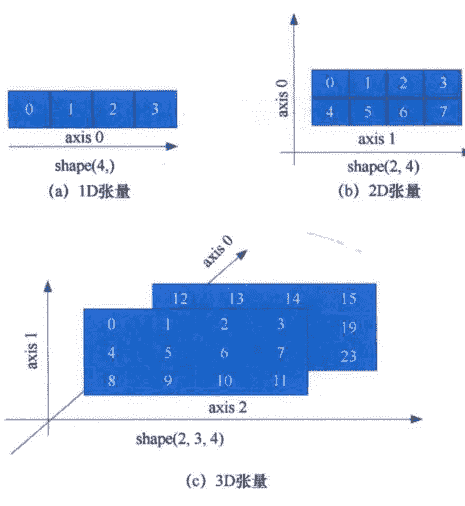 0 1 2 3
axis 0
shape(4,)
(a) 1D张量
axis 0
0 1 2 3
4 5 6 7
axis 1
shape(2, 4)
(b) 2D张量
axis 0
axis 1
12 13 14 15
0 1 2 3
19
4 5 6 7
23
8 9 10 11
axis 2
shape(2, 3, 4)
(c) 3D张量